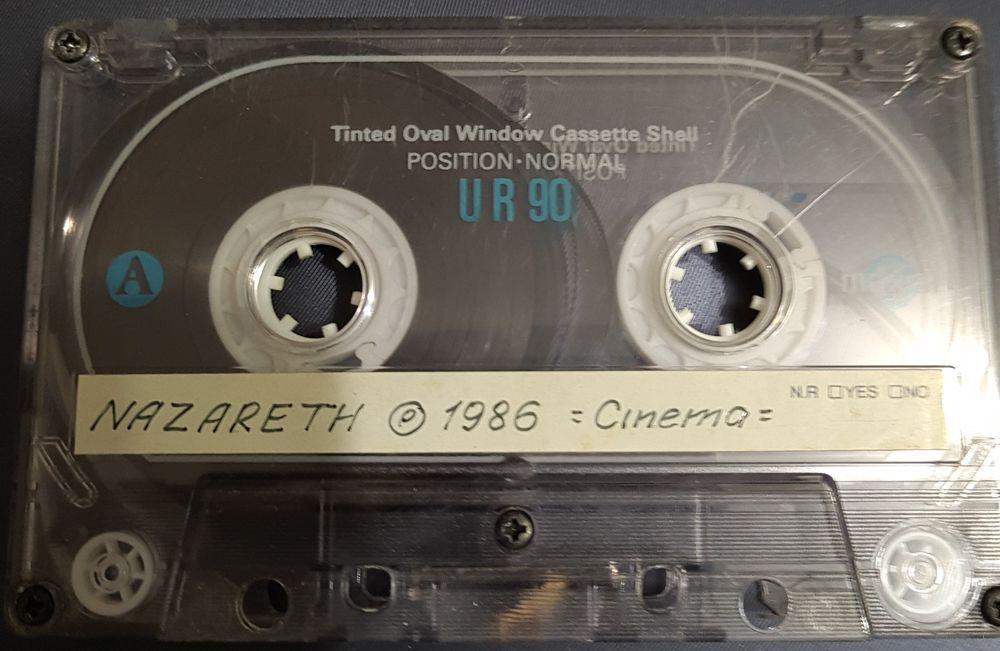 Tinted Oval Window Cassette Shell
POSITION·NORMAL
UR 90
A
N.R □YES □NO
NAZARETH ℗ 1986 =Cinema=